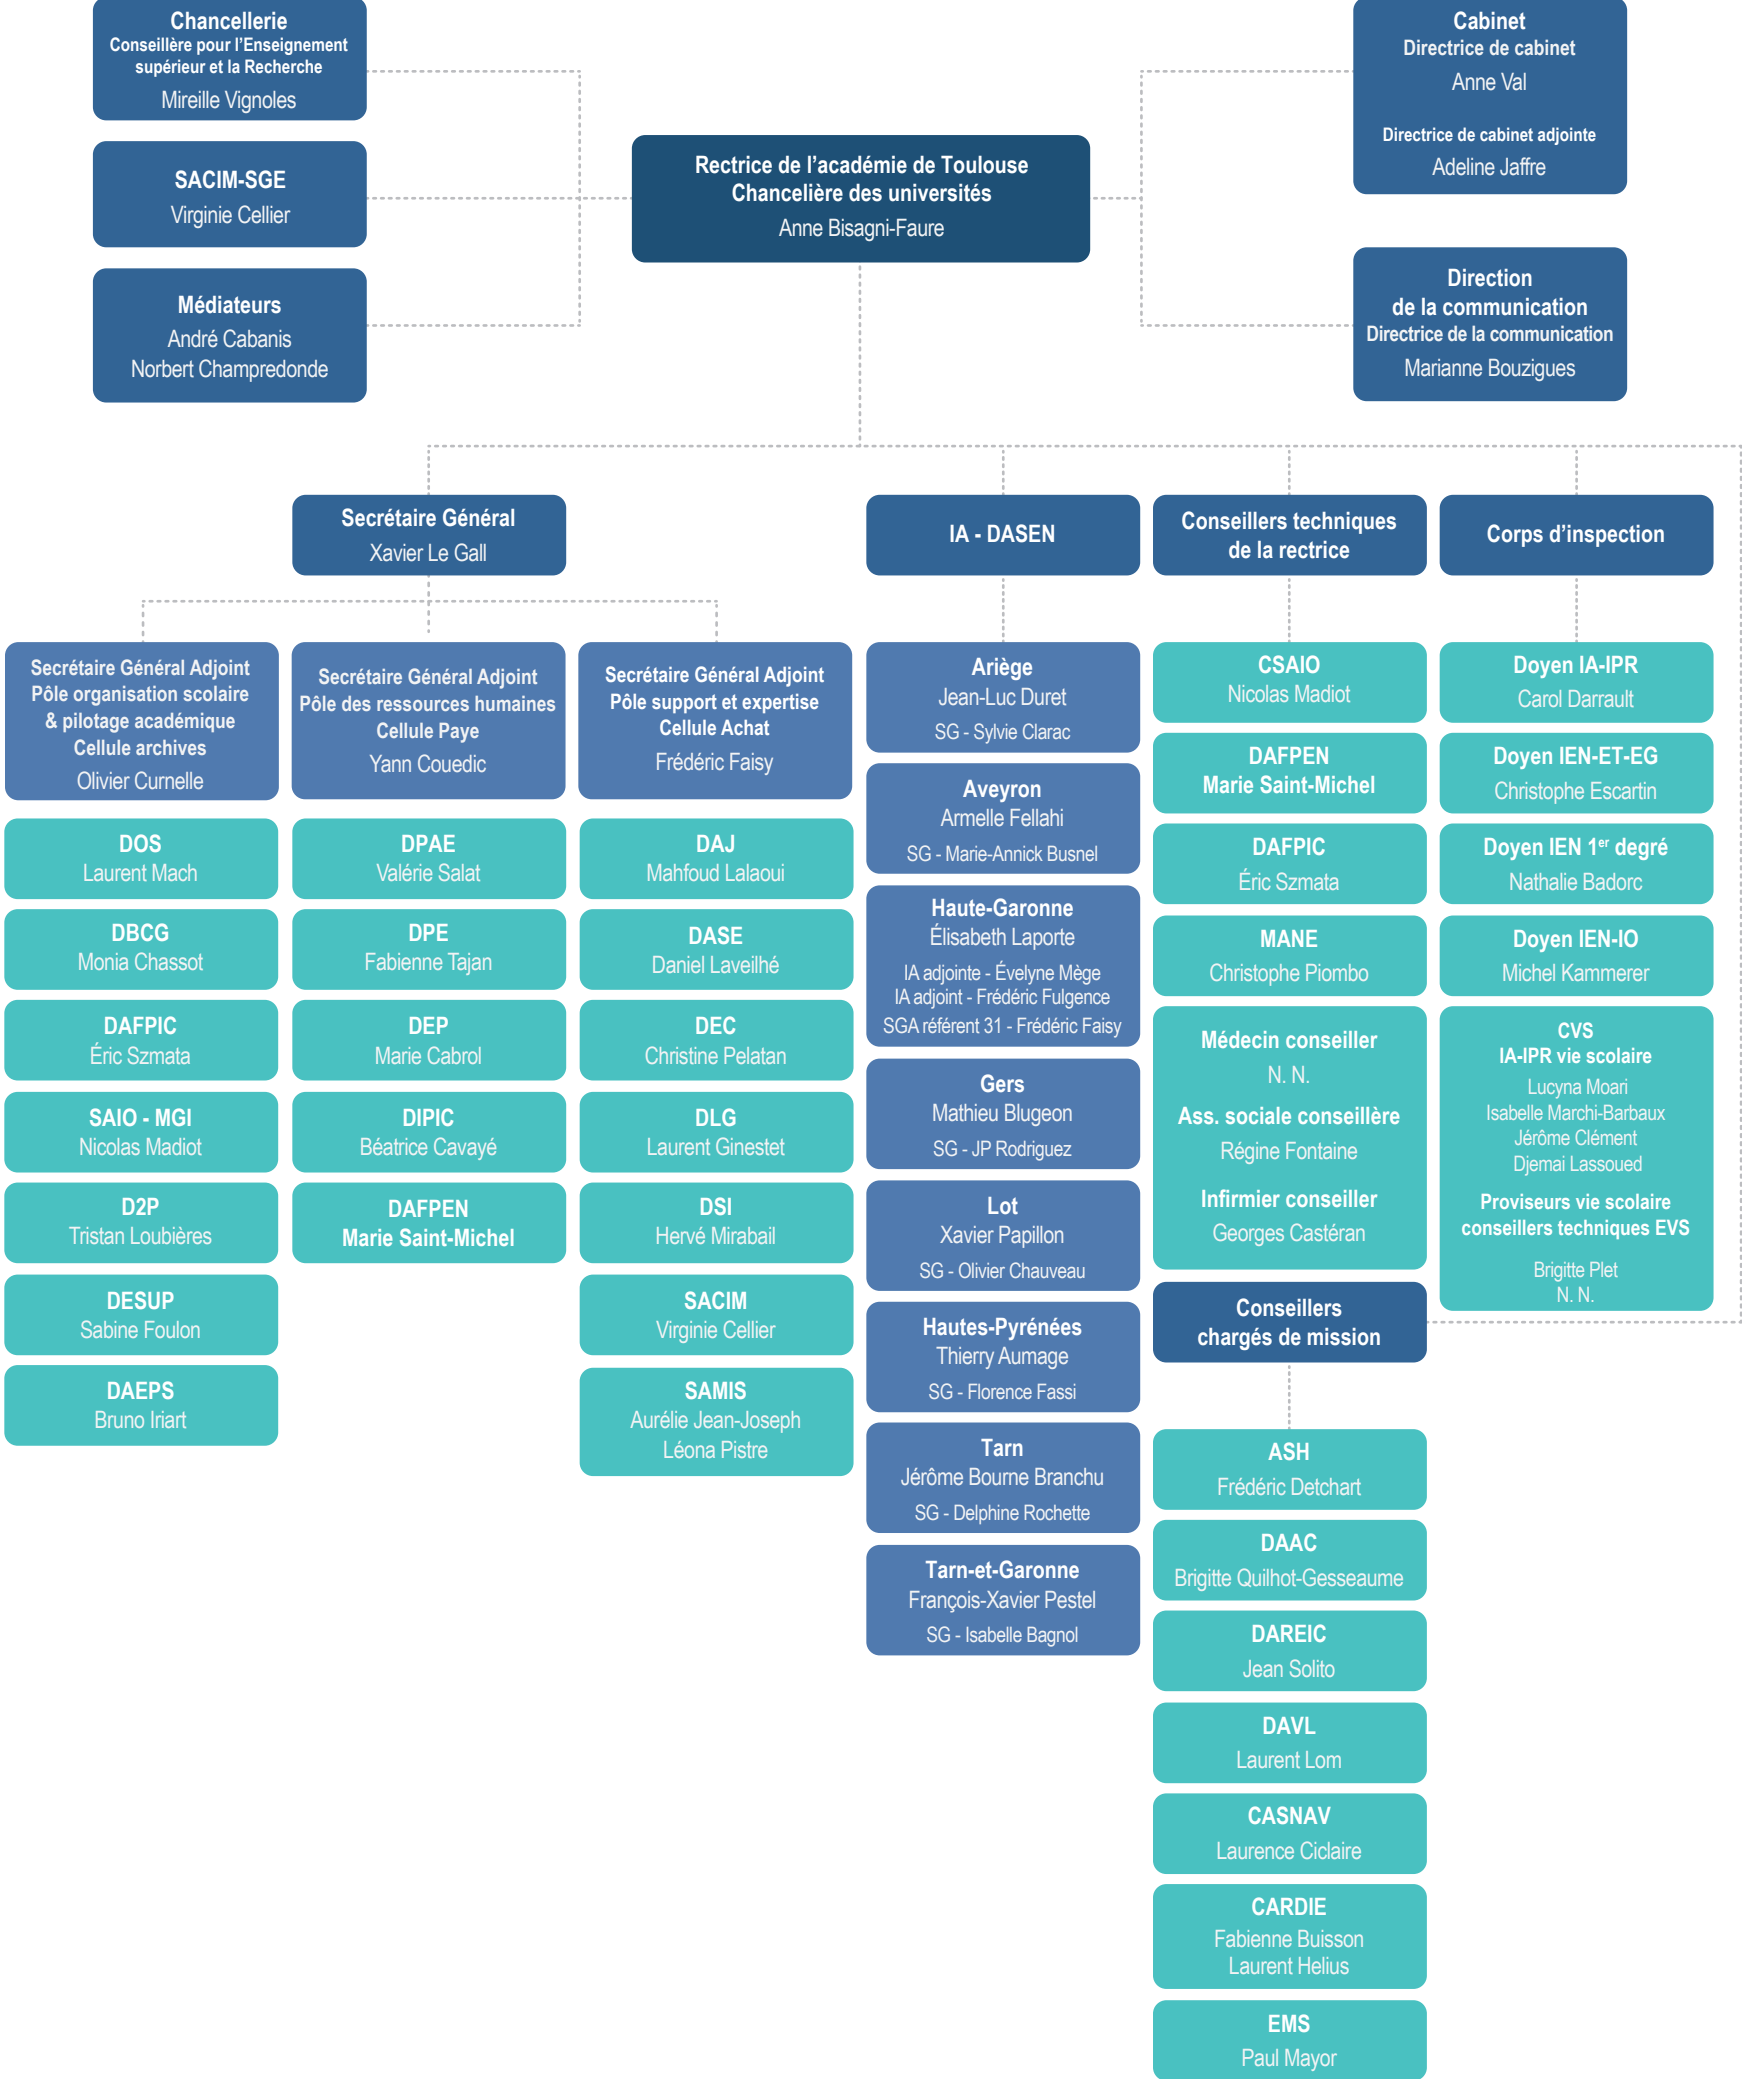 Chancellerie
Conseillère pour l’Enseignement
supérieur et la Recherche
Mireille Vignoles
SACIM-SGE
Virginie Cellier
Médiateurs
André Cabanis
Norbert Champredonde
Rectrice de l’académie de Toulouse
Chancelière des universités
Anne Bisagni-Faure
Cabinet
Directrice de cabinet
Anne Val
Directrice de cabinet adjointe
Adeline Jaffre
Direction
de la communication
Directrice de la communication
Marianne Bouzigues
Secrétaire Général
Xavier Le Gall
Secrétaire Général Adjoint
Pôle organisation scolaire
& pilotage académique
Cellule archives
Olivier Curnelle
DOS
Laurent Mach
DBCG
Monia Chassot
DAFPIC
Éric Szmata
SAIO - MGI
Nicolas Madiot
D2P
Tristan Loubières
DESUP
Sabine Foulon
DAEPS
Bruno Iriart
Secrétaire Général Adjoint
Pôle des ressources humaines
Cellule Paye
Yann Couedic
DPAE
Valérie Salat
DPE
Fabienne Tajan
DEP
Marie Cabrol
DIPIC
Béatrice Cavayé
DAFPEN
Marie Saint-Michel
Secrétaire Général Adjoint
Pôle support et expertise
Cellule Achat
Frédéric Faisy
DAJ
Mahfoud Lalaoui
DASE
Daniel Laveilhé
DEC
Christine Pelatan
DLG
Laurent Ginestet
DSI
Hervé Mirabail
SACIM
Virginie Cellier
SAMIS
Aurélie Jean-Joseph
Léona Pistre
IA - DASEN
Ariège
Jean-Luc Duret
SG - Sylvie Clarac
Aveyron
Armelle Fellahi
SG - Marie-Annick Busnel
Haute-Garonne
Élisabeth Laporte
IA adjointe - Évelyne Mège
IA adjoint - Frédéric Fulgence
SGA référent 31 - Frédéric Faisy
Gers
Mathieu Blugeon
SG - JP Rodriguez
Lot
Xavier Papillon
SG - Olivier Chauveau
Hautes-Pyrénées
Thierry Aumage
SG - Florence Fassi
Tarn
Jérôme Bourne Branchu
SG - Delphine Rochette
Tarn-et-Garonne
François-Xavier Pestel
SG - Isabelle Bagnol
Conseillers techniques
de la rectrice
CSAIO
Nicolas Madiot
DAFPEN
Marie Saint-Michel
DAFPIC
Éric Szmata
MANE
Christophe Piombo
Médecin conseiller
N. N.
Ass. sociale conseillère
Régine Fontaine
Infirmier conseiller
Georges Castéran
Conseillers
chargés de mission
ASH
Frédéric Detchart
DAAC
Brigitte Quilhot-Gesseaume
DAREIC
Jean Solito
DAVL
Laurent Lom
CASNAV
Laurence Ciclaire
CARDIE
Fabienne Buisson
Laurent Helius
EMS
Paul Mayor
Corps d’inspection
Doyen IA-IPR
Carol Darrault
Doyen IEN-ET-EG
Christophe Escartin
Doyen IEN 1er degré
Nathalie Badorc
Doyen IEN-IO
Michel Kammerer
CVS
IA-IPR vie scolaire
Lucyna Moari
Isabelle Marchi-Barbaux
Jérôme Clément
Djemai Lassoued
Proviseurs vie scolaire
conseillers techniques EVS
Brigitte Plet
N. N.